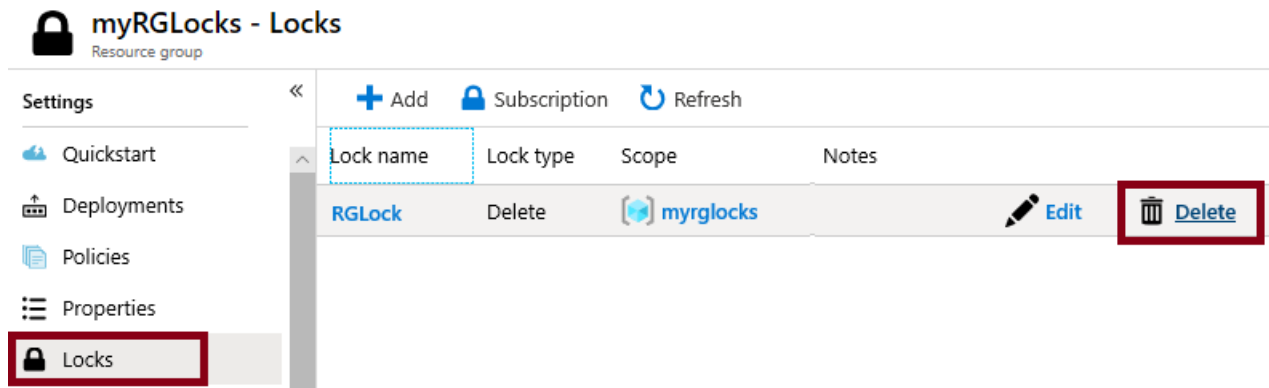 myRGLocks - Locks
Resource group
Settings
Quickstart
Deployments
Policies
Properties
Locks
Add Subscription Refresh
Lock name Lock type Scope Notes
RGLock Delete myrglocks Edit Delete